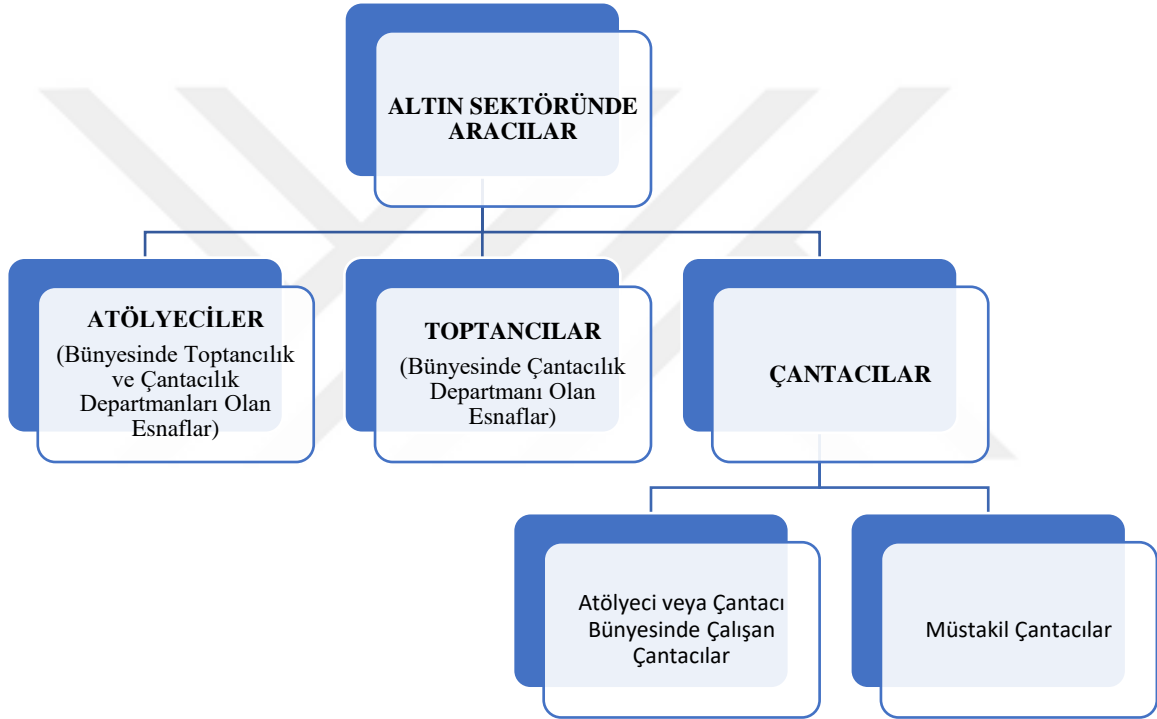 ALTIN SEKTÖRÜNDE
ARACILAR
ATÖLYECİLER
(Bünyesinde Toptancılık
ve Çantacılık
Departmanları Olan
Esnaflar)
TOPTANCILAR
(Bünyesinde Çantacılık
Departmanı Olan
Esnaflar)
ÇANTACILAR
Atölyeci veya Çantacı
Bünyesinde Çalışan
Çantacılar
Müstakil Çantacılar